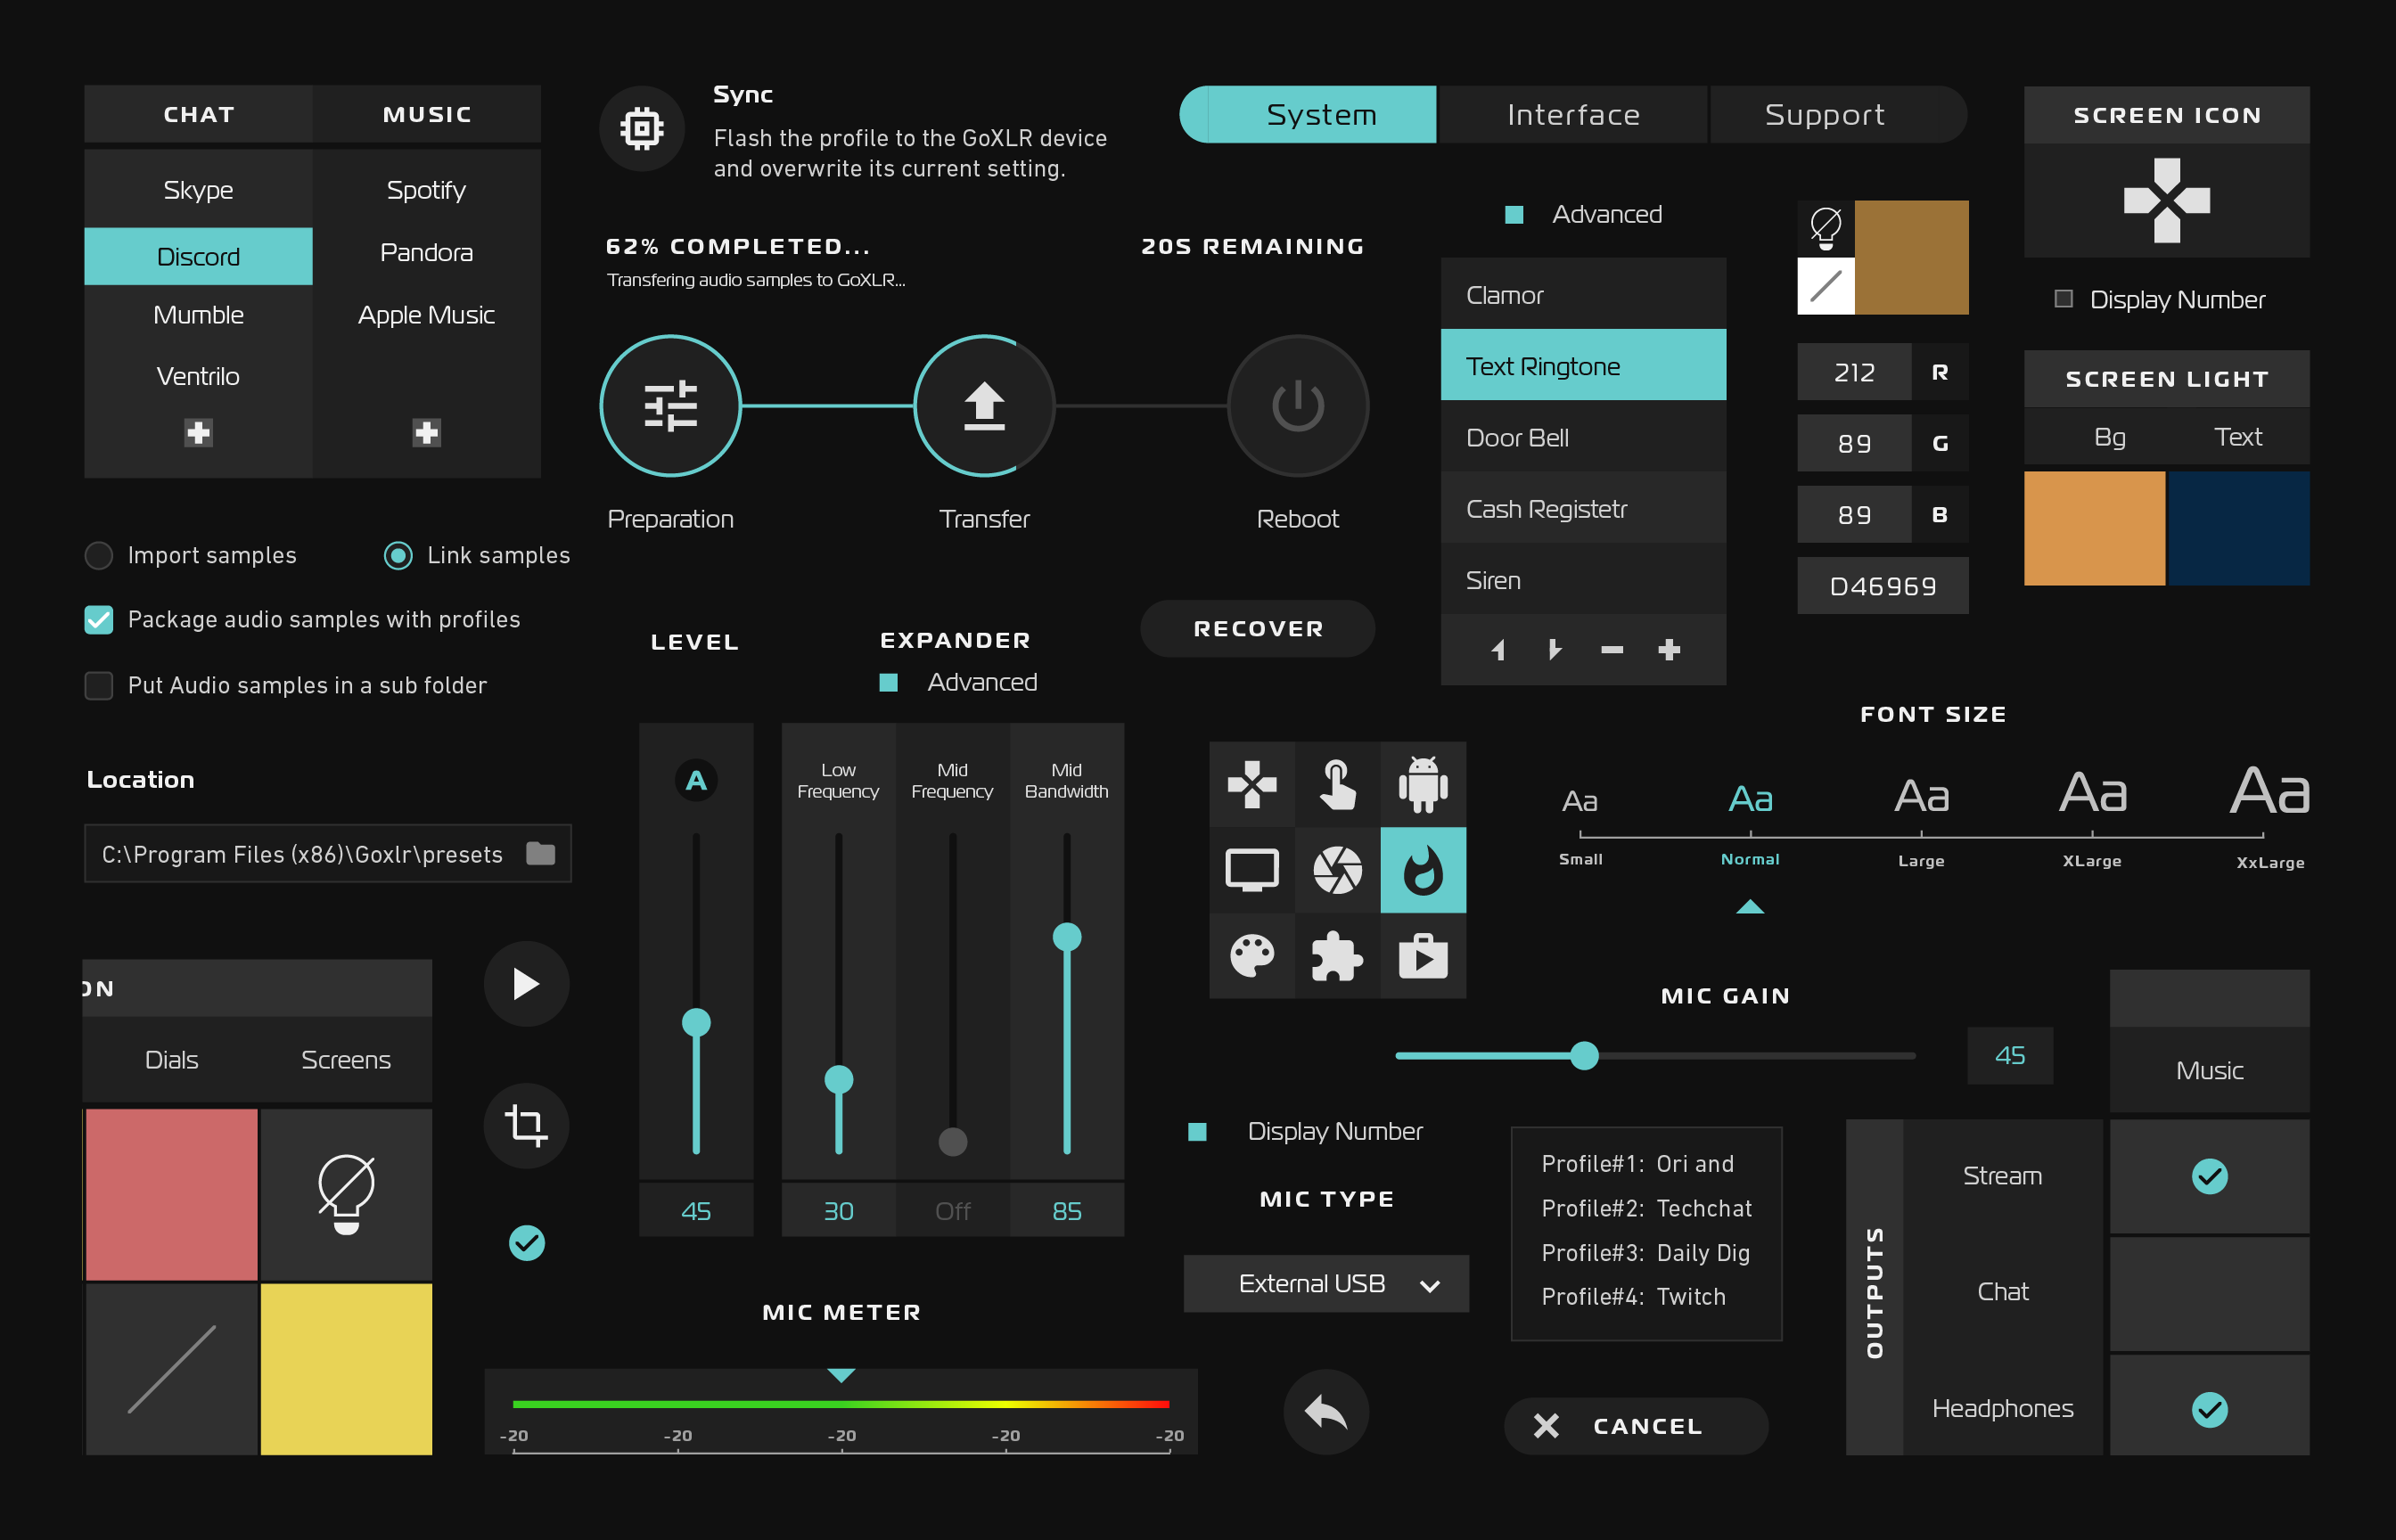 CHAT
MUSIC
Skype
Spotify
Discord
Pandora
Mumble
Apple Music
Ventrilo
Sync
Flash the profile to the GoXLR device
and overwrite its current setting.
62% COMPLETED...
20S REMAINING
Transfering audio samples to GoXLR...
Preparation
Transfer
Reboot
System
Interface
Support
Advanced
Clamor
Text Ringtone
Door Bell
Cash Registetr
Siren
212 R
89 G
89 B
D46969
SCREEN ICON
Display Number
SCREEN LIGHT
Bg
Text
Import samples
Link samples
Package audio samples with profiles
Put Audio samples in a sub folder
Location
C:\Program Files (x86)\Goxlr\presets
LEVEL
A
45
EXPANDER
Advanced
Low
Frequency
Mid
Frequency
Mid
Bandwidth
30
Off
85
RECOVER
FONT SIZE
Aa
Aa
Aa
Aa
Aa
Small
Normal
Large
XLarge
XxLarge
ON
Dials
Screens
MIC GAIN
45
Display Number
MIC TYPE
External USB
Profile#1: Ori and
Profile#2: Techchat
Profile#3: Daily Dig
Profile#4: Twitch
CANCEL
Music
OUTPUTS
Stream
Chat
Headphones
MIC METER
-20
-20
-20
-20
-20